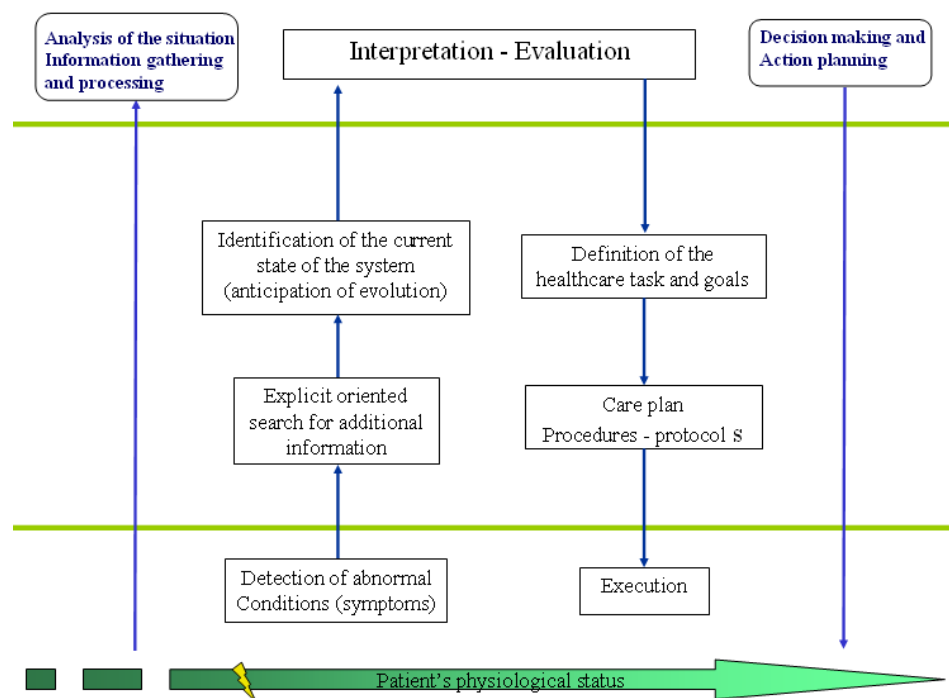 Analysis of the situation
Information gathering
and processing
Interpretation - Evaluation
Decision making and
Action planning
Identification of the current
state of the system
(anticipation of evolution)
Definition of the
healthcare task and goals
Explicit oriented
search for additional
information
Care plan
Procedures - protocol s
Detection of abnormal
Conditions (symptoms)
Execution
Patient's physiological status